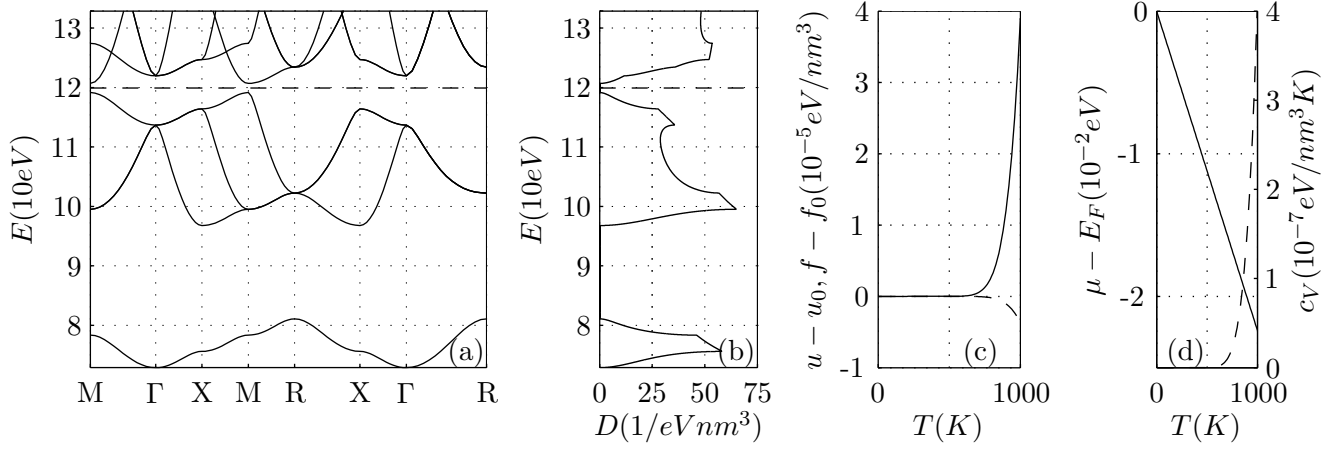 13
12
11
10
9
8
E(10eV)
M Γ X M R X Γ R
(a)
13
12
11
10
9
8
E(10eV)
0 25 50 75
D(1/eVnm³)
(b)
4
3
2
1
0
-1
u − u₀, f − f₀(10⁻⁵eV/nm³)
0 1000
T(K)
(c)
0
-1
-2
μ − E_F(10⁻²eV)
0 1000
T(K)
(d)
4
3
2
1
0
c_V(10⁻⁷eV/nm³K)